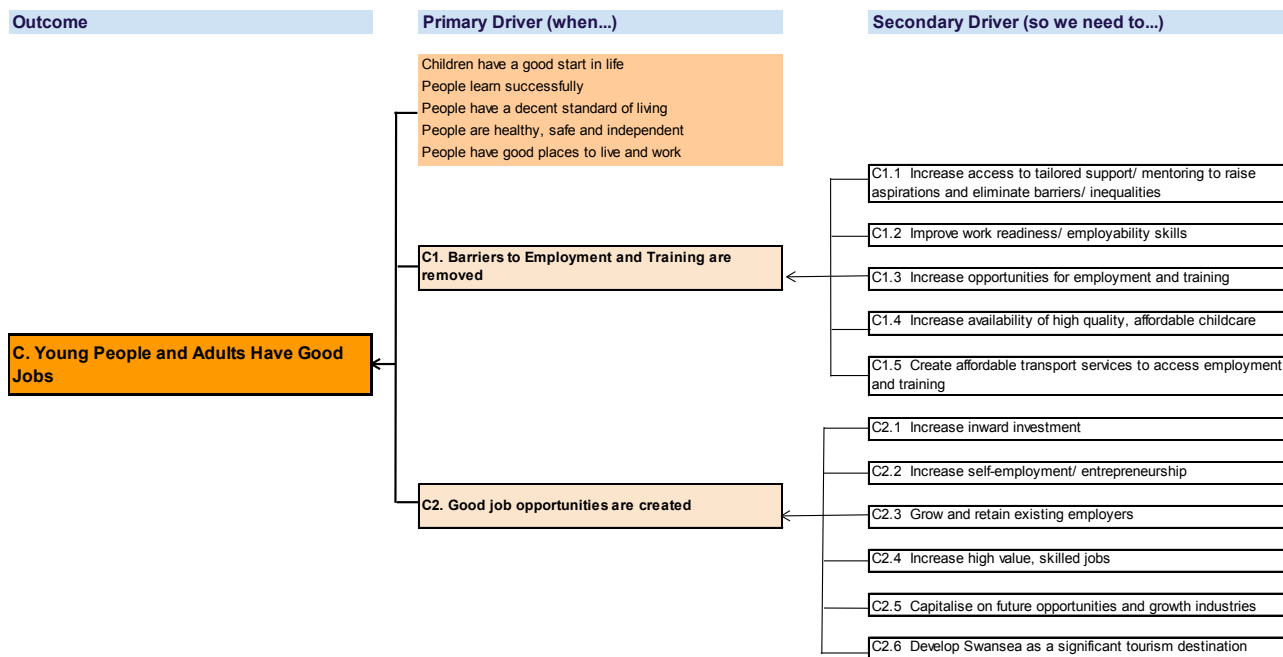 Outcome
Primary Driver (when...)
Secondary Driver (so we need to...)
Children have a good start in life
People learn successfully
People have a decent standard of living
People are healthy, safe and independent
People have good places to live and work
C1.1 Increase access to tailored support/ mentoring to raise
aspirations and eliminate barriers/ inequalities
C1.2 Improve work readiness/ employability skills
C1. Barriers to Employment and Training are
removed
C1.3 Increase opportunities for employment and training
C1.4 Increase availability of high quality, affordable childcare
C. Young People and Adults Have Good
Jobs
C1.5 Create affordable transport services to access employment
and training
C2.1 Increase inward investment
C2.2 Increase self-employment/ entrepreneurship
C2. Good job opportunities are created
C2.3 Grow and retain existing employers
C2.4 Increase high value, skilled jobs
C2.5 Capitalise on future opportunities and growth industries
C2.6 Develop Swansea as a significant tourism destination